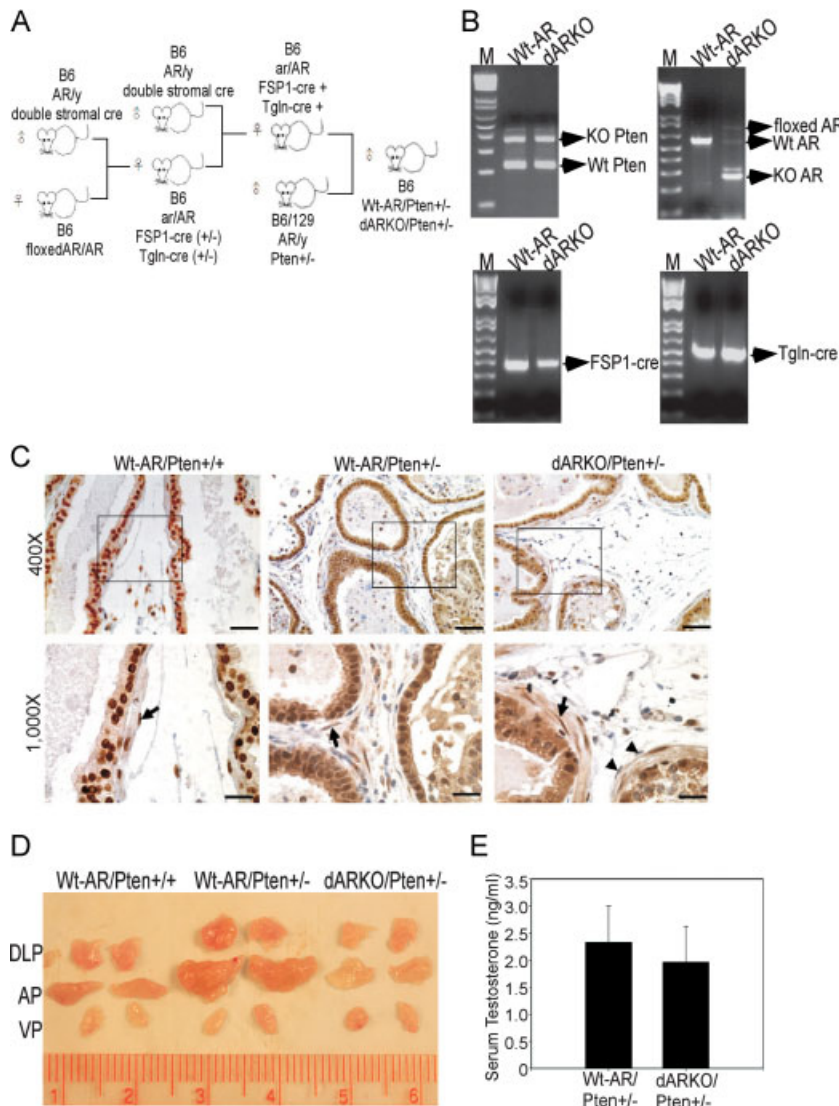 A
B6
AR/y
double stromal cre
♂
♀
B6
floxedAR/AR
B6
AR/y
double stromal cre
♂
♀
B6
ar/AR
FSP1-cre (+/-)
Tgln-cre (+/-)
B6
ar/AR
FSP1-cre +
Tgln-cre +
♀
♂
B6/129
AR/y
Pten+/-
♂
B6
Wt-AR/Pten+/-
dARKO/Pten+/-
B
M Wt-AR dARKO
KO Pten
Wt Pten
M Wt-AR dARKO
floxed AR
Wt AR
KO AR
M Wt-AR dARKO
FSP1-cre
M Wt-AR dARKO
Tgln-cre
C
Wt-AR/Pten+/+ Wt-AR/Pten+/- dARKO/Pten+/-
400X
1,000X
D
Wt-AR/Pten+/+ Wt-AR/Pten+/- dARKO/Pten+/-
DLP
AP
VP
1 2 3 4 5 6
E
Serum Testosterone (ng/ml)
3.5
3.0
2.5
2.0
1.5
1.0
0.5
0
Wt-AR/
Pten+/-
dARKO/
Pten+/-